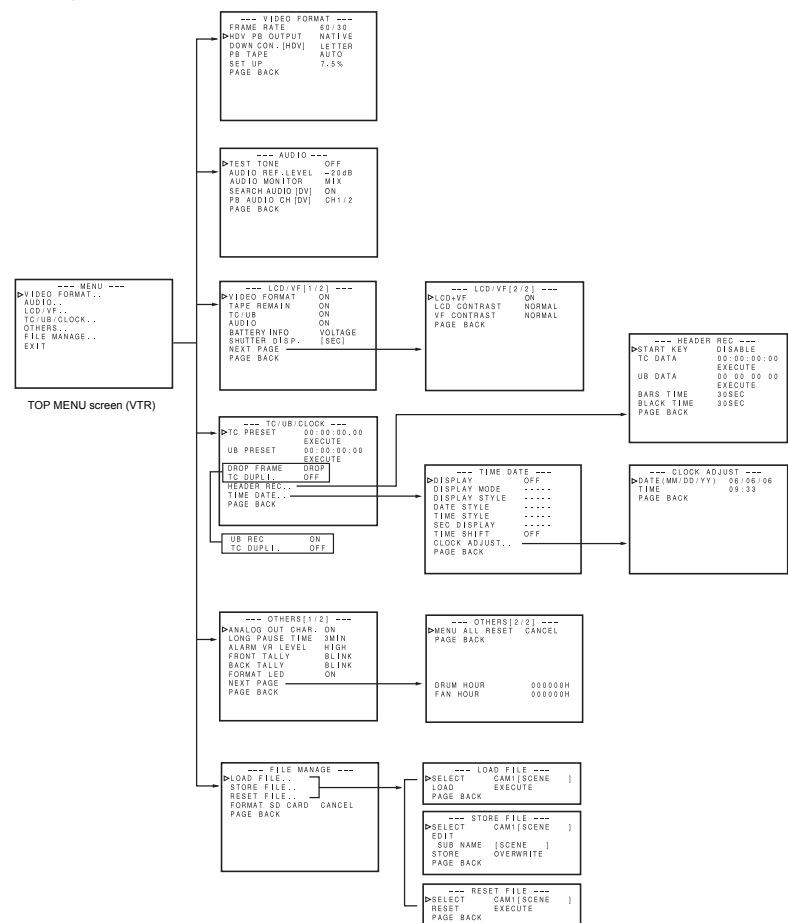 --- VIDEO FORMAT ---
FRAME RATE 60/30
HDV PB OUTPUT NATIVE
DOWN CON.[HDV] LETTER
PB TAPE AUTO
SET UP 7.5%
PAGE BACK
--- AUDIO ---
TEST TONE OFF
AUDIO REF.LEVEL -20dB
AUDIO MONITOR MIX
SEARCH AUDIO[DV] ON
PB AUDIO CH[DV] CH1/2
PAGE BACK
--- MENU ---
VIDEO FORMAT..
AUDIO..
LCD/VF..
TC/UB/CLOCK..
OTHERS..
FILE MANAGE..
EXIT
TOP MENU screen (VTR)
--- LCD/VF[1/2] ---
VIDEO FORMAT ON
TAPE REMAIN ON
TC/UB ON
AUDIO ON
BATTERY INFO VOLTAGE
SHUTTER DISP. [SEC]
NEXT PAGE
PAGE BACK
--- LCD/VF[2/2] ---
LCD+VF ON
LCD CONTRAST NORMAL
VF CONTRAST NORMAL
PAGE BACK
--- HEADER REC ---
START KEY DISABLE
TC DATA 00:00:00:00
EXECUTE
UB DATA 00 00 00 00
EXECUTE
BARS TIME 30SEC
BLACK TIME 30SEC
PAGE BACK
--- TC/UB/CLOCK ---
TC PRESET 00:00:00.00
EXECUTE
UB PRESET 00:00:00:00
EXECUTE
DROP FRAME DROP
TC DUPLI. OFF
HEADER REC..
TIME DATE..
PAGE BACK
UB REC ON
TC DUPLI. OFF
--- TIME DATE ---
DISPLAY OFF
DISPLAY MODE -----
DISPLAY STYLE -----
DATE STYLE -----
TIME STYLE -----
SEC DISPLAY -----
TIME SHIFT OFF
CLOCK ADJUST..
PAGE BACK
--- CLOCK ADJUST ---
DATE(MM/DD/YY) 06/06/06
TIME 09:33
PAGE BACK
--- OTHERS[1/2] ---
ANALOG OUT CHAR. ON
LONG PAUSE TIME 3MIN
ALARM VR LEVEL HIGH
FRONT TALLY BLINK
BACK TALLY BLINK
FORMAT LED ON
NEXT PAGE
PAGE BACK
--- OTHERS[2/2] ---
MENU ALL RESET CANCEL
PAGE BACK
DRUM HOUR 000000H
FAN HOUR 000000H
--- FILE MANAGE ---
LOAD FILE..
STORE FILE..
RESET FILE..
FORMAT SD CARD CANCEL
PAGE BACK
--- LOAD FILE ---
SELECT CAM1[SCENE ]
LOAD EXECUTE
PAGE BACK
--- STORE FILE ---
SELECT CAM1[SCENE ]
EDIT
SUB NAME [SCENE ]
STORE OVERWRITE
PAGE BACK
--- RESET FILE ---
SELECT CAM1[SCENE ]
RESET EXECUTE
PAGE BACK